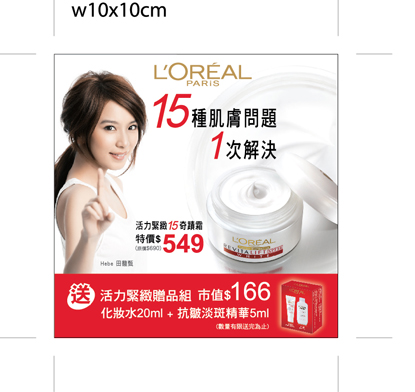 w10x10cm
L'ORÉAL
PARIS
15種肌膚問題
1次解決
活力緊緻15奇蹟霜
特價$549
(原價$690)
L'ORÉAL
REVITALIFT
WHITE
Hebe 田馥甄
送 活力緊緻贈品組 市值$166
化妝水20ml + 抗皺淡斑精華5ml
(數量有限送完為止)